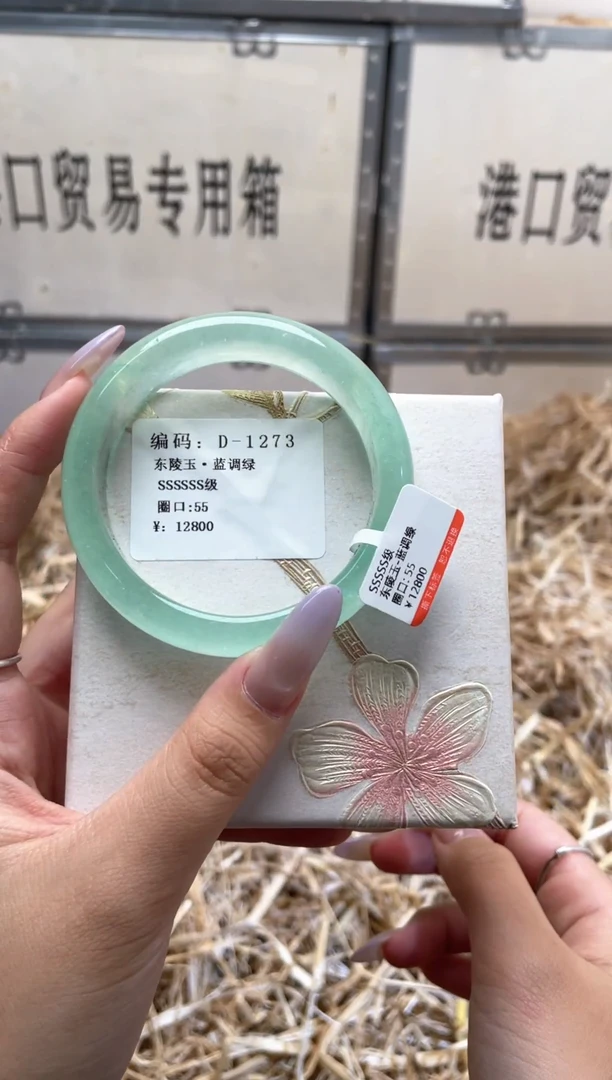 口贸易专用箱
港口贸
编码：D-1273
东陵玉·蓝调绿
SSSSSS级
圈口:55
¥：12800
SSSSS级
东陵玉-蓝调绿
圈口:55
¥12800